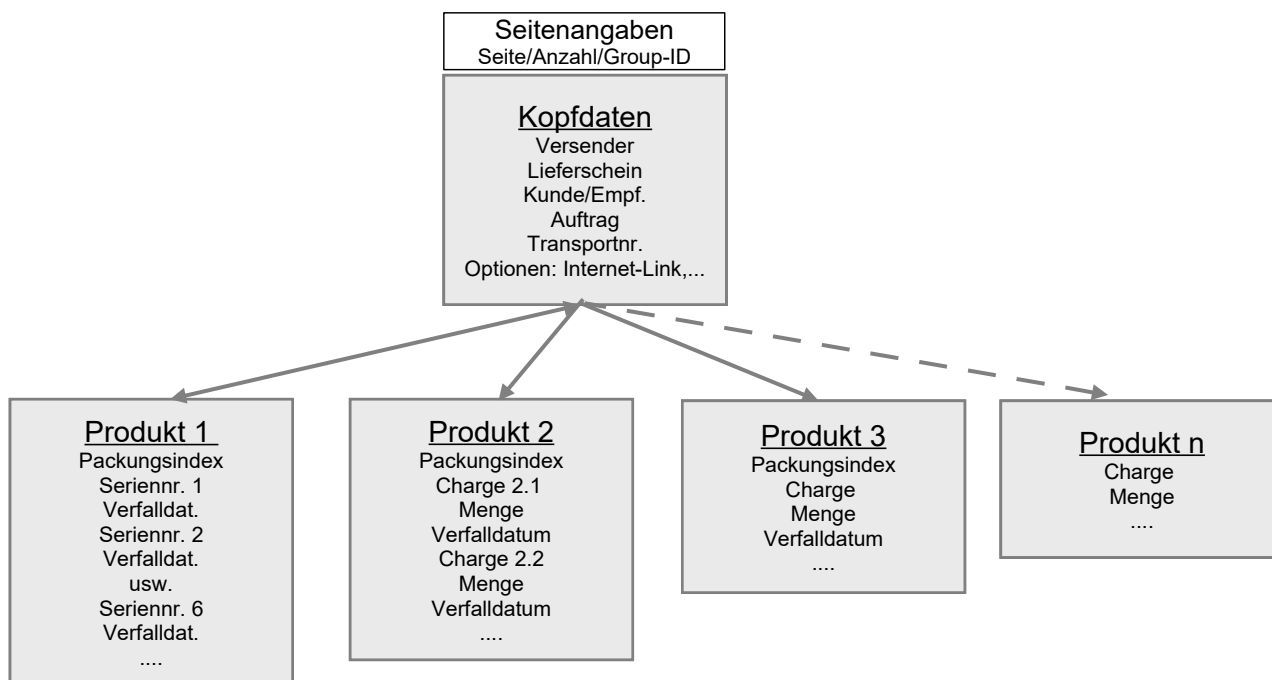 Seitenangaben
Seite/Anzahl/Group-ID
Kopfdaten
Versender
Lieferschein
Kunde/Empf.
Auftrag
Transportnr.
Optionen: Internet-Link,...
Produkt 1
Packungsindex
Seriennr. 1
Verfalldat.
Seriennr. 2
Verfalldat.
usw.
Seriennr. 6
Verfalldat.
....
Produkt 2
Packungsindex
Charge 2.1
Menge
Verfalldatum
Charge 2.2
Menge
Verfalldatum
....
Produkt 3
Packungsindex
Charge
Menge
Verfalldatum
....
Produkt n
Charge
Menge
....